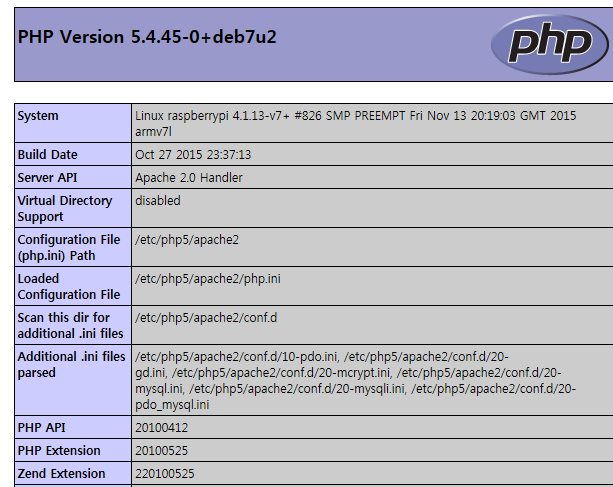 PHP Version 5.4.45-0+deb7u2
php
System
Linux raspberrypi 4.1.13-v7+ #826 SMP PREEMPT Fri Nov 13 20:19:03 GMT 2015
armv7l
Build Date
Oct 27 2015 23:37:13
Server API
Apache 2.0 Handler
Virtual Directory
Support
disabled
Configuration File
(php.ini) Path
/etc/php5/apache2
Loaded
Configuration File
/etc/php5/apache2/php.ini
Scan this dir for
additional .ini files
/etc/php5/apache2/conf.d
Additional .ini files
parsed
/etc/php5/apache2/conf.d/10-pdo.ini, /etc/php5/apache2/conf.d/20-
gd.ini, /etc/php5/apache2/conf.d/20-mcrypt.ini, /etc/php5/apache2/conf.d/20-
mysql.ini, /etc/php5/apache2/conf.d/20-mysqli.ini, /etc/php5/apache2/conf.d/20-
pdo_mysql.ini
PHP API
20100412
PHP Extension
20100525
Zend Extension
220100525